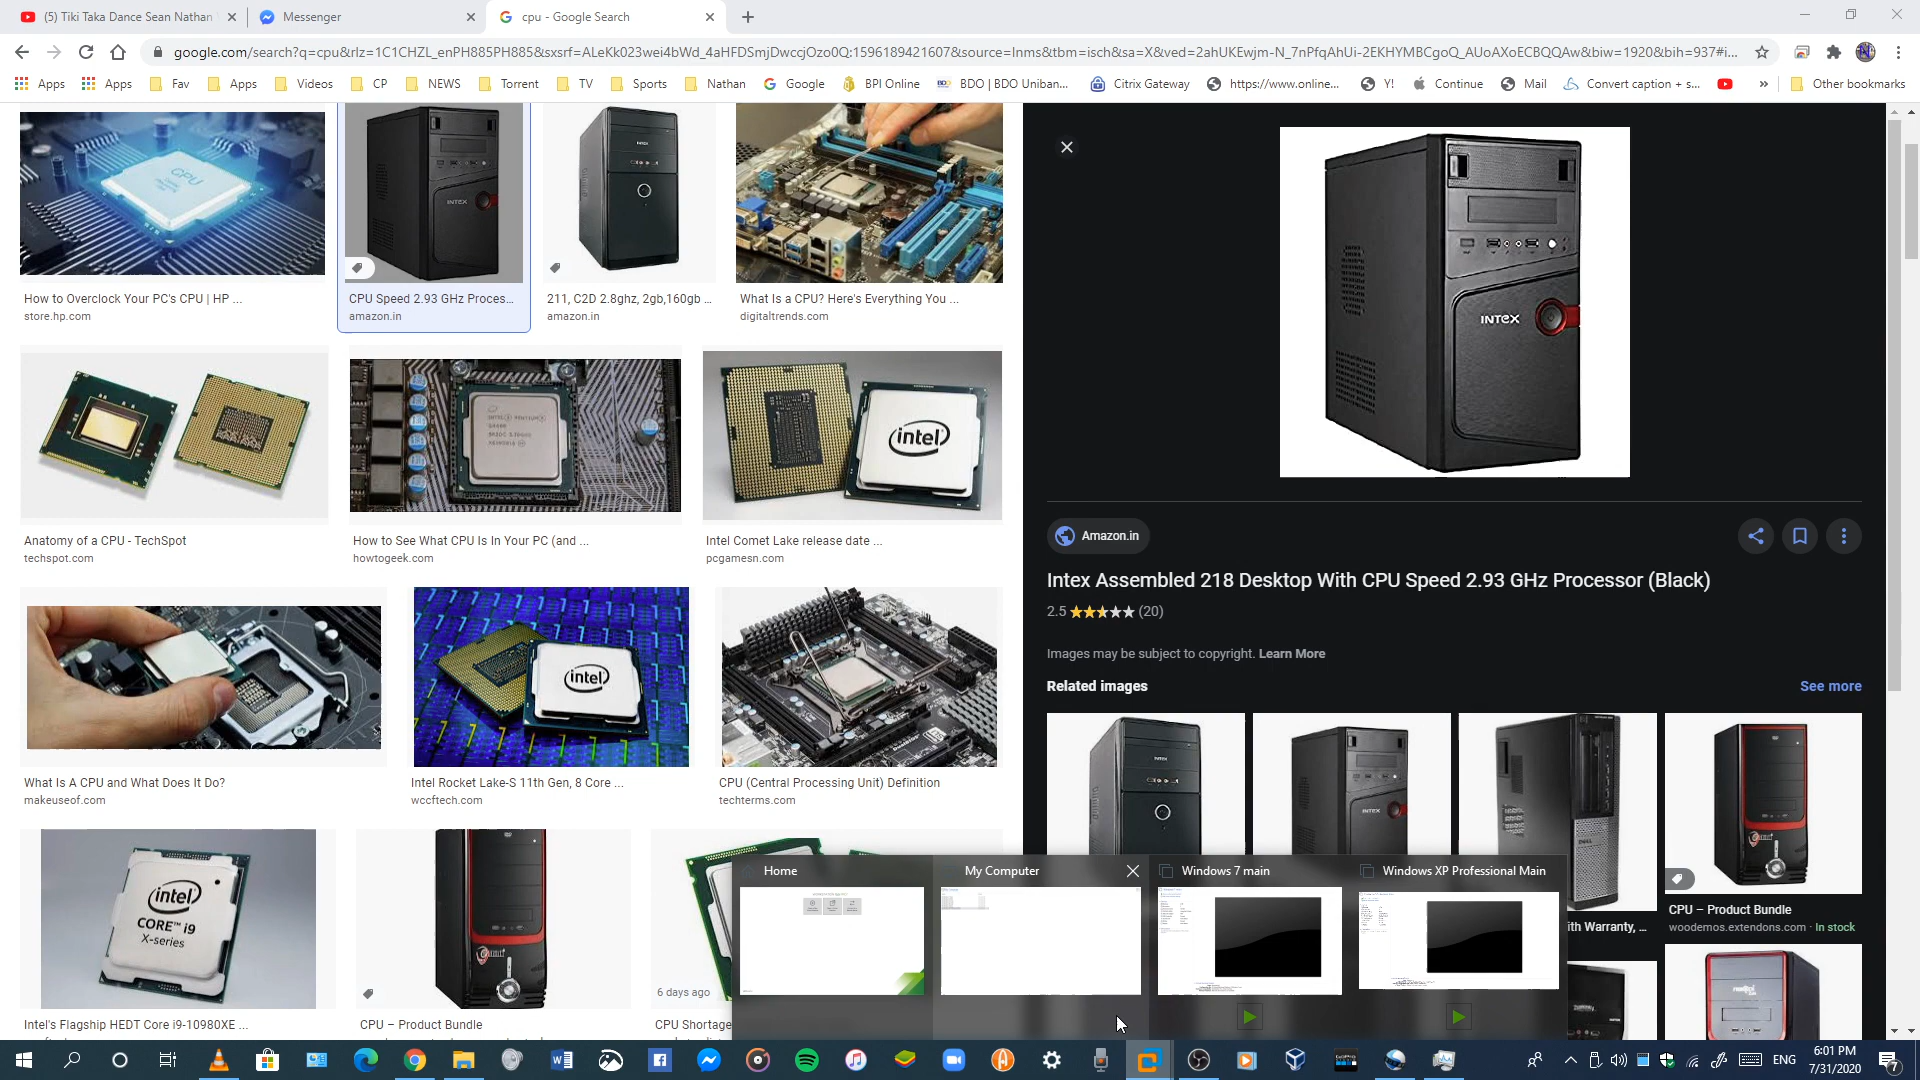 (5) Tiki Taka Dance Sean Nathan
Messenger
cpu - Google Search
google.com/search?q=cpu&rlz=1C1CHZL_enPH885PH885&sxsrf=ALeKk023wei4bWd_4aHFDSmjDwccjOzo0Q:1596189421607&source=lnms&tbm=isch&sa=X&ved=2ahUKEwjm-N_7nPfqAhUi-2EKHYMBCgoQ_AUoAXoECBQQAw&biw=1920&bih=937#i...
Apps Apps Fav Apps Videos CP NEWS Torrent TV Sports Nathan Google BPI Online BDO | BDO Uniban... Citrix Gateway https://www.online... Y! Continue Mail Convert caption + s... » Other bookmarks
CPU
INTEX
INTEX
How to Overclock Your PC's CPU | HP ...
store.hp.com
CPU Speed 2.93 GHz Proces...
amazon.in
211, C2D 2.8ghz, 2gb,160gb ...
amazon.in
What Is a CPU? Here's Everything You ...
digitaltrends.com
INTEX
intel
Anatomy of a CPU - TechSpot
techspot.com
How to See What CPU Is In Your PC (and ...
howtogeek.com
Intel Comet Lake release date ...
pcgamesn.com
Amazon.in
Intex Assembled 218 Desktop With CPU Speed 2.93 GHz Processor (Black)
2.5 (20)
Images may be subject to copyright. Learn More
Related images
See more
intel
What Is A CPU and What Does It Do?
makeuseof.com
Intel Rocket Lake-S 11th Gen, 8 Core ...
wccftech.com
CPU (Central Processing Unit) Definition
techterms.com
INTEX
INTEX
DELL
intel
CORE™ i9
X-series
6 days ago
Intel's Flagship HEDT Core i9-10980XE ...
CPU – Product Bundle
CPU Shortage
ith Warranty, ...
CPU – Product Bundle
woodemos.extendons.com · In stock
Home
My Computer
Windows 7 main
Windows XP Professional Main
ENG
6:01 PM
7/31/2020
7